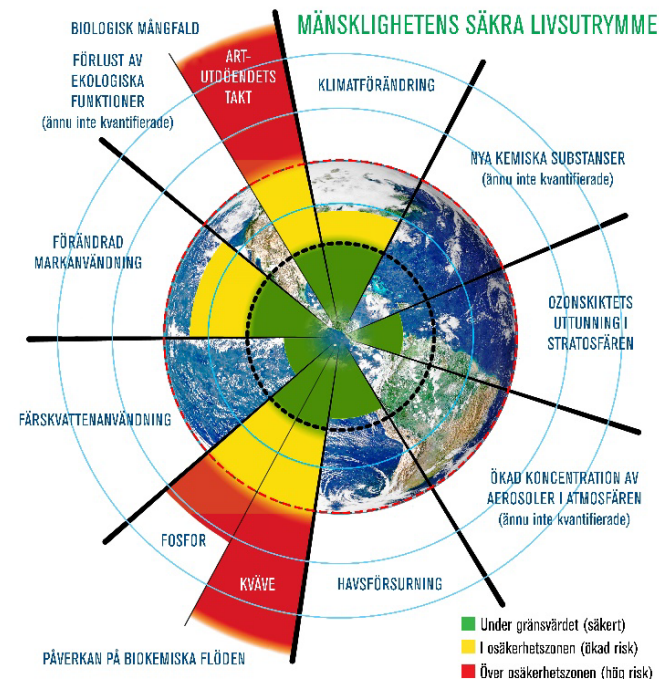 MÄNSKLIGHETENS SÄKRA LIVSUTRYMME
BIOLOGISK MÅNGFALD
FÖRLUST AV
EKOLOGISKA
FUNKTIONER
(ännu inte kvantifierade)
ART-
UTDÖENDETS
TAKT
KLIMATFÖRÄNDRING
NYA KEMISKA SUBSTANSER
(ännu inte kvantifierade)
FÖRÄNDRAD
MARKANVÄNDNING
OZONSKIKTETS
UTTUNNING I
STRATOSFÄREN
FÄRSKVATTENANVÄNDNING
ÖKAD KONCENTRATION AV
AEROSOLER I ATMOSFÄREN
(ännu inte kvantifierade)
FOSFOR
KVÄVE
HAVSFÖRSURNING
PÅVERKAN PÅ BIOKEMISKA FLÖDEN
Under gränsvärdet (säkert)
I osäkerhetszonen (ökad risk)
Över osäkerhetszonen (hög risk)